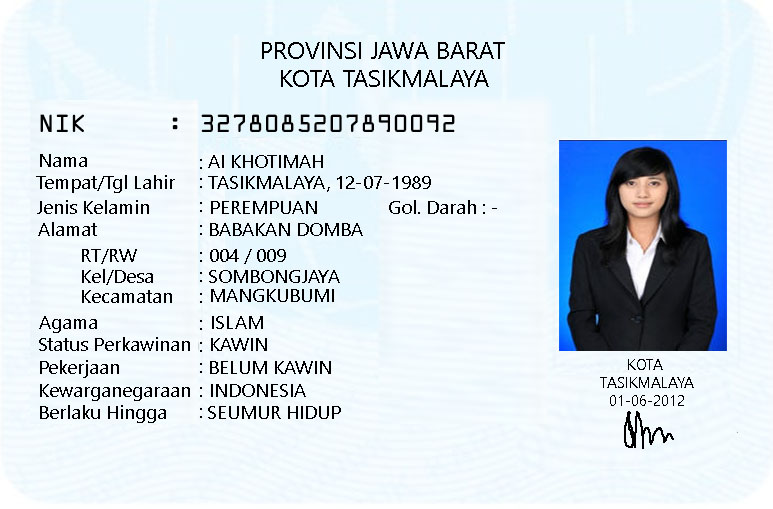 PROVINSI JAWA BARAT
KOTA TASIKMALAYA
NIK : 3278085207890092
Nama : AI KHOTIMAH
Tempat/Tgl Lahir : TASIKMALAYA, 12-07-1989
Jenis Kelamin : PEREMPUAN Gol. Darah : -
Alamat : BABAKAN DOMBA
RT/RW : 004 / 009
Kel/Desa : SOMBONGJAYA
Kecamatan : MANGKUBUMI
Agama : ISLAM
Status Perkawinan : KAWIN
Pekerjaan : BELUM KAWIN
Kewarganegaraan : INDONESIA
Berlaku Hingga : SEUMUR HIDUP
KOTA
TASIKMALAYA
01-06-2012